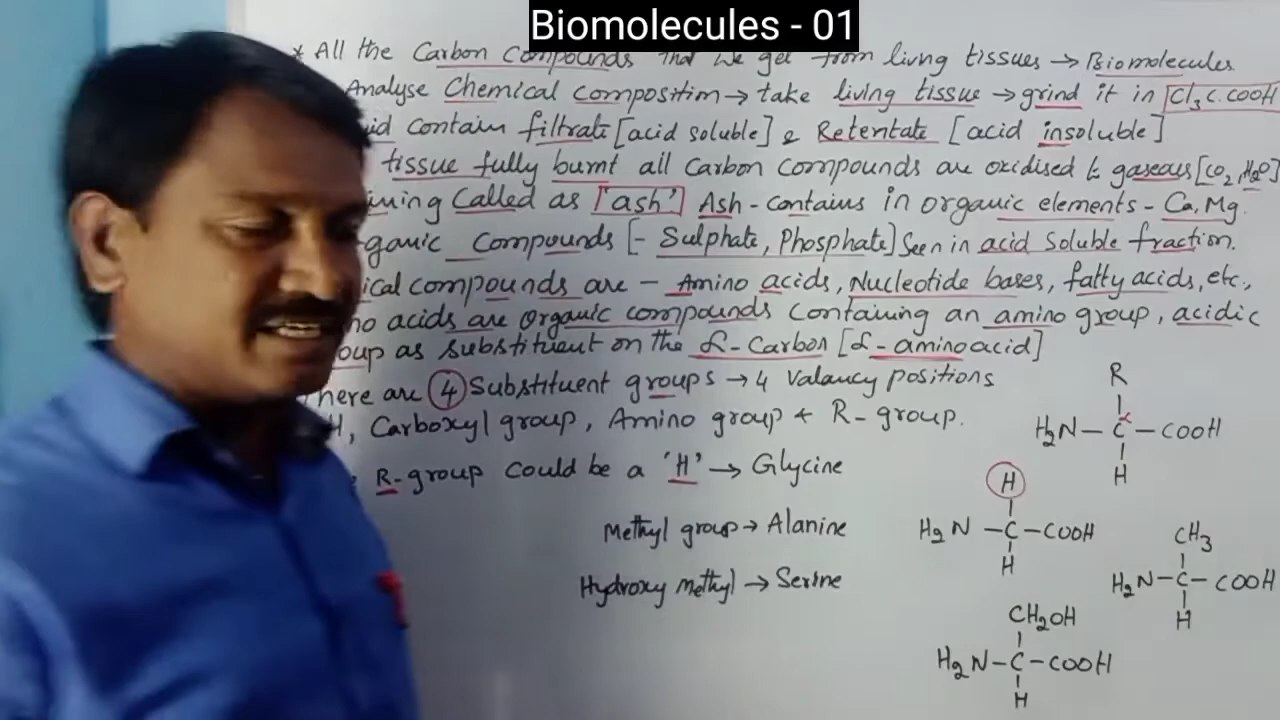 Biomolecules - 01
* All the Carbon Compounds that we get from living tissues → Biomolecules
Analyse Chemical composition → take living tissue → grind it in Cl3C.COOH
contain filtrate [acid soluble] & Retentate [acid insoluble]
tissue fully burnt all Carbon compounds are oxidised to gaseous [CO2, H2O]
Called as 'ash' Ash - contains in organic elements - Ca, Mg.
Compounds [- Sulphate, Phosphate] Seen in acid Soluble fraction.
compounds are - Amino acids, Nucleotide bases, fatty acids, etc.,
acids are Organic compounds Containing an amino group, acidic
as substituent on the α-Carbon [α-aminoacid]
are 4 Substituent groups → 4 Valancy positions
H, Carboxyl group, Amino group + R-group.
R-group could be a 'H' → Glycine
Methyl group → Alanine
Hydroxy methyl → Serine
R
H2N - C - COOH
α
H
H
H2N - C - COOH
H
CH3
H2N - C - COOH
H
CH2OH
H2N - C - COOH
H